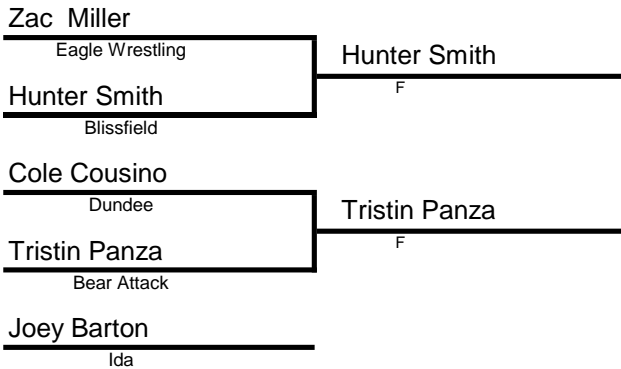 Zac  Miller
Eagle Wrestling
Hunter Smith
F
Hunter Smith
Blissfield
Cole Cousino
Dundee
Tristin Panza
F
Tristin Panza
Bear Attack
Joey Barton
Ida